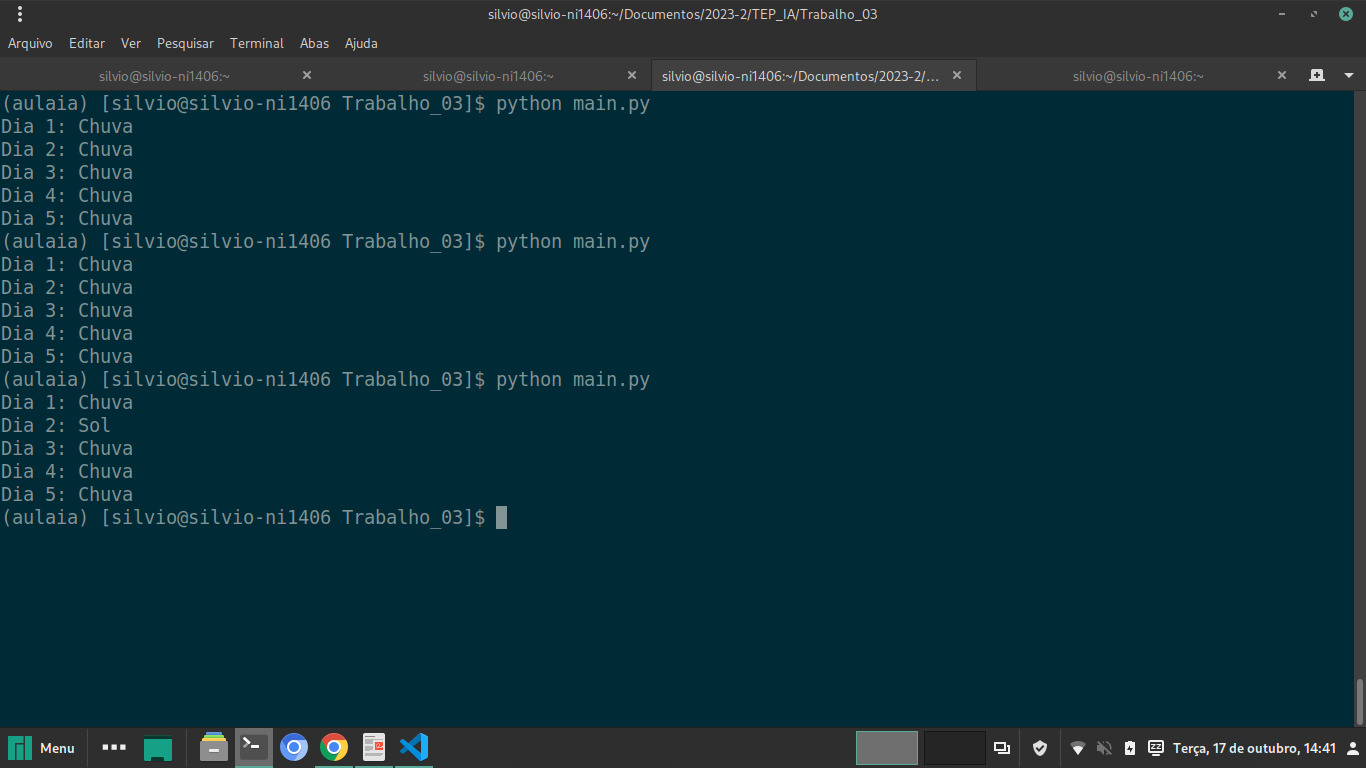 silvio@silvio-ni1406:~/Documentos/2023-2/TEP_IA/Trabalho_03
Arquivo Editar Ver Pesquisar Terminal Abas Ajuda
silvio@silvio-ni1406:~ silvio@silvio-ni1406:~ silvio@silvio-ni1406:~/Documentos/2023-2/... silvio@silvio-ni1406:~
(aulaia) [silvio@silvio-ni1406 Trabalho_03]$ python main.py
Dia 1: Chuva
Dia 2: Chuva
Dia 3: Chuva
Dia 4: Chuva
Dia 5: Chuva
(aulaia) [silvio@silvio-ni1406 Trabalho_03]$ python main.py
Dia 1: Chuva
Dia 2: Chuva
Dia 3: Chuva
Dia 4: Chuva
Dia 5: Chuva
(aulaia) [silvio@silvio-ni1406 Trabalho_03]$ python main.py
Dia 1: Chuva
Dia 2: Sol
Dia 3: Chuva
Dia 4: Chuva
Dia 5: Chuva
(aulaia) [silvio@silvio-ni1406 Trabalho_03]$
Menu Terça, 17 de outubro, 14:41